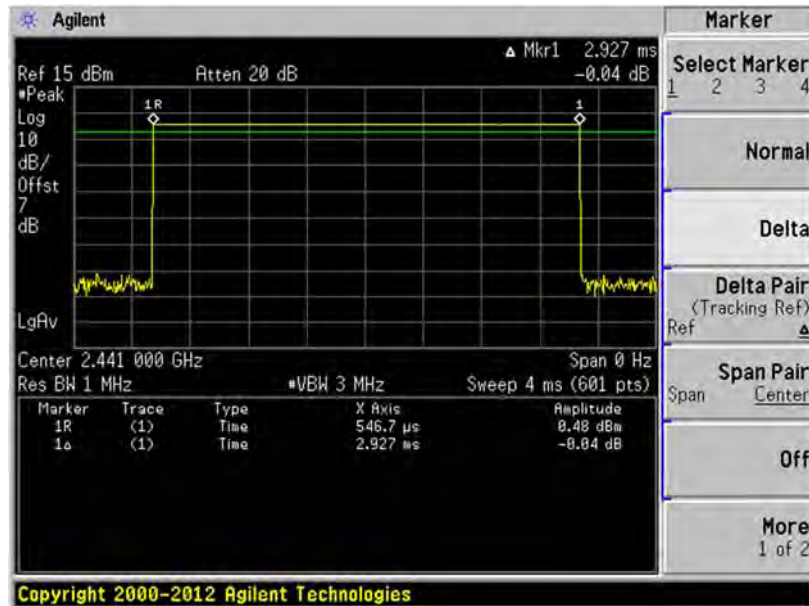 Agilent
Marker
Δ Mkr1 2.927 ms
Ref 15 dBm Atten 20 dB -0.04 dB
#Peak
Log
10
dB/
Offset
7
dB
LgAv
1R
1
Center 2.441 000 GHz Span 0 Hz
Res BW 1 MHz #VBW 3 MHz Sweep 4 ms (601 pts)
Marker Trace Type X Axis Amplitude
1R (1) Time 546.7 µs 0.48 dBm
1Δ (1) Time 2.927 ms -0.04 dB
Select Marker
1 2 3 4
Normal
Delta
Delta Pair
(Tracking Ref)
Ref Δ
Span Pair
Span Center
Off
More
1 of 2
Copyright 2000-2012 Agilent Technologies